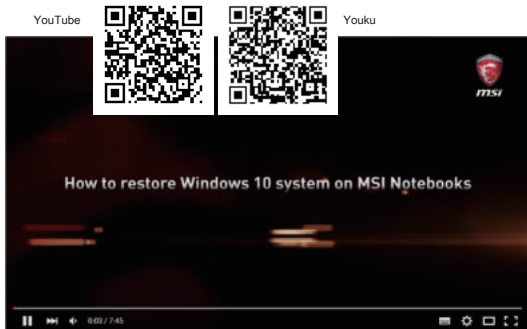 YouTube
Youku
msi
How to restore Windows 10 system on MSI Notebooks
0:03 / 7:45